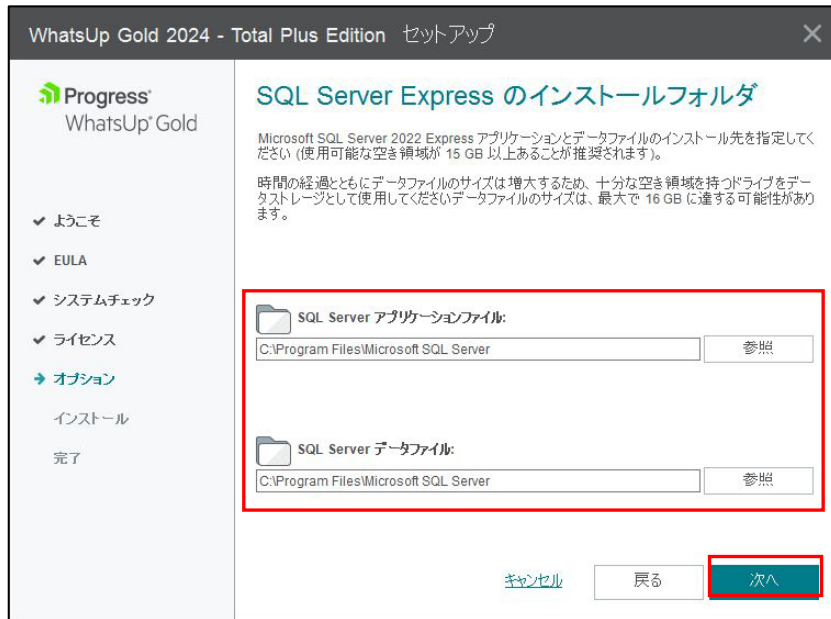 WhatsUp Gold 2024 - Total Plus Edition セットアップ
Progress®
WhatsUp® Gold
✔ ようこそ
✔ EULA
✔ システムチェック
✔ ライセンス
➔ オプション
インストール
完了
SQL Server Express のインストールフォルダ
Microsoft SQL Server 2022 Express アプリケーションとデータファイルのインストール先を指定してく
ださい (使用可能な空き領域が 15 GB 以上あることが推奨されます)。
時間の経過とともにデータファイルのサイズは増大するため、十分な空き領域を持つドライブをデー
タストレージとして使用してくださいデータファイルのサイズは、最大で 16 GB に達する可能性があり
ます。
SQL Server アプリケーションファイル:
C:\Program Files\Microsoft SQL Server
参照
SQL Server データファイル:
C:\Program Files\Microsoft SQL Server
参照
キャンセル
戻る
次へ